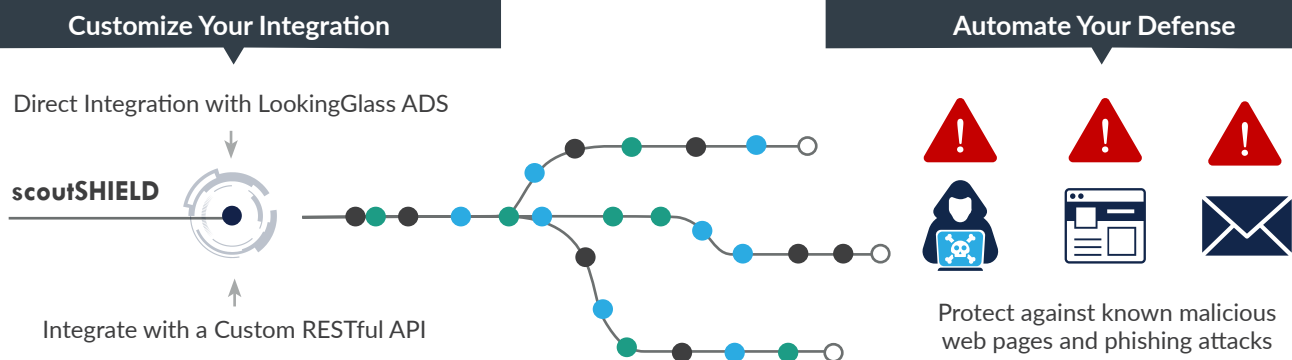 Customize Your Integration
Automate Your Defense
Direct Integration with LookingGlass ADS
scoutSHIELD
Integrate with a Custom RESTful API
Protect against known malicious
web pages and phishing attacks